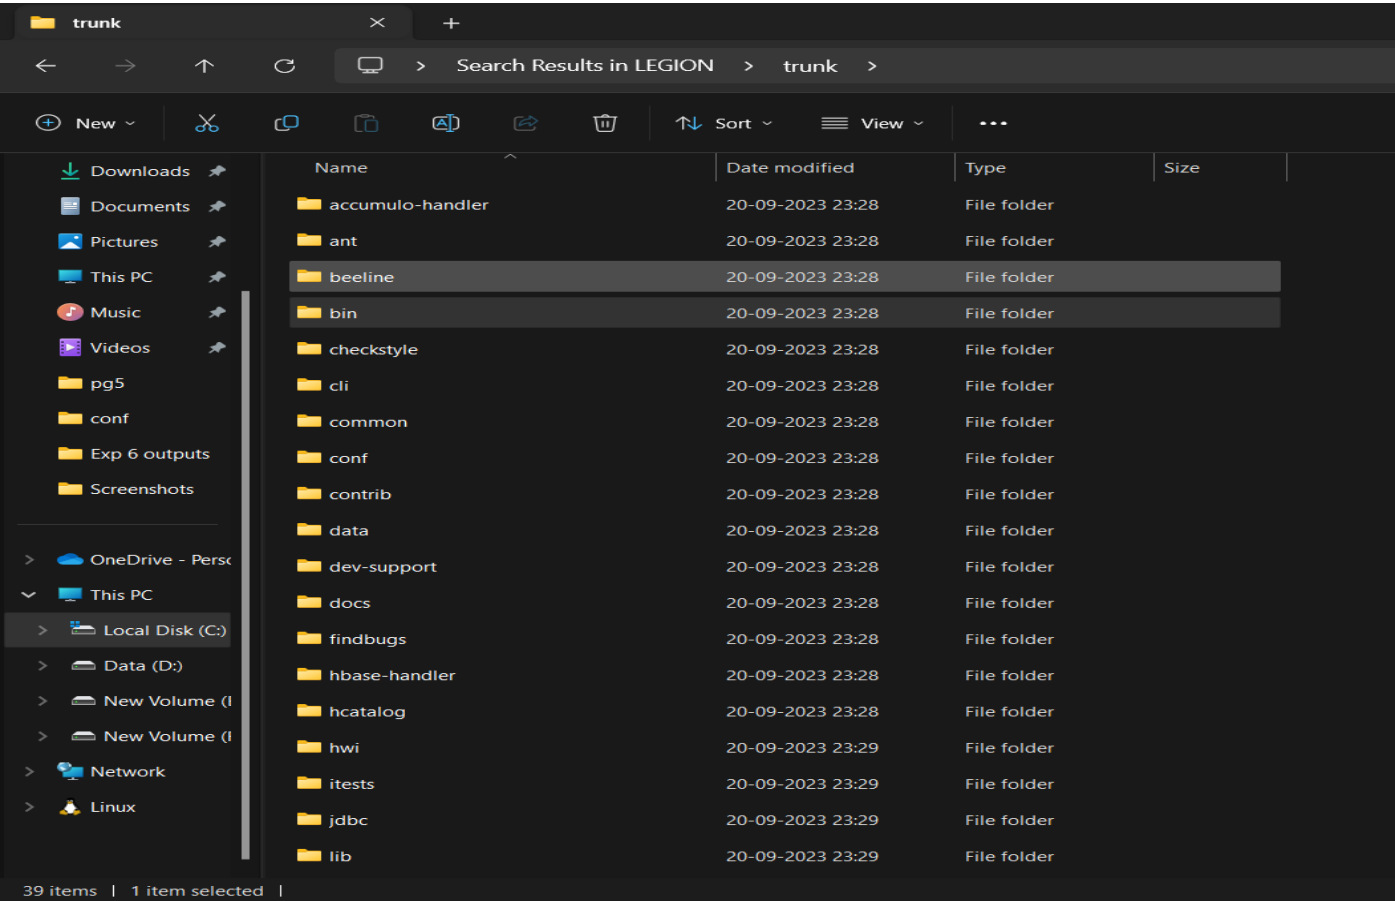 trunk
Search Results in LEGION > trunk >
New Sort View
Name Date modified Type Size
Downloads
Documents
Pictures
This PC
Music
Videos
pg5
conf
Exp 6 outputs
Screenshots
OneDrive - Perso
This PC
Local Disk (C:)
Data (D:)
New Volume (
New Volume (
Network
Linux
accumulo-handler 20-09-2023 23:28 File folder
ant 20-09-2023 23:28 File folder
beeline 20-09-2023 23:28 File folder
bin 20-09-2023 23:28 File folder
checkstyle 20-09-2023 23:28 File folder
cli 20-09-2023 23:28 File folder
common 20-09-2023 23:28 File folder
conf 20-09-2023 23:28 File folder
contrib 20-09-2023 23:28 File folder
data 20-09-2023 23:28 File folder
dev-support 20-09-2023 23:28 File folder
docs 20-09-2023 23:28 File folder
findbugs 20-09-2023 23:28 File folder
hbase-handler 20-09-2023 23:28 File folder
hcatalog 20-09-2023 23:28 File folder
hwi 20-09-2023 23:29 File folder
itests 20-09-2023 23:29 File folder
jdbc 20-09-2023 23:29 File folder
lib 20-09-2023 23:29 File folder
39 items | 1 item selected |